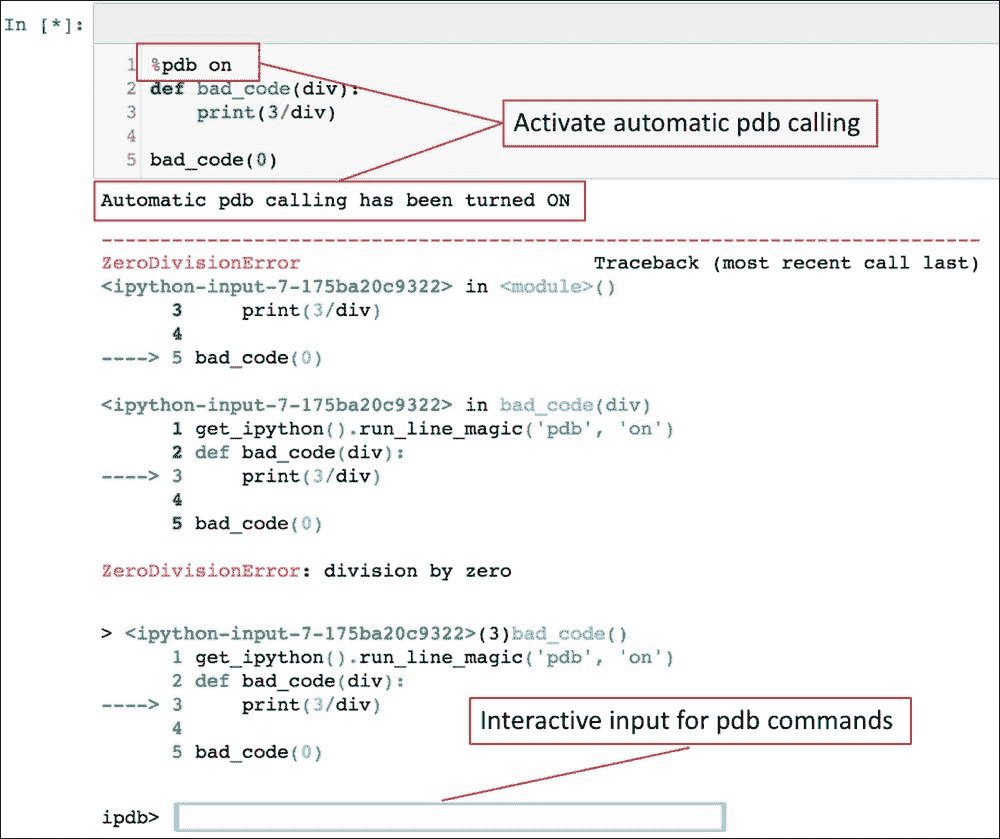 In [*]:
1 %pdb on
2 def bad_code(div):
3     print(3/div)
4
5 bad_code(0)
Activate automatic pdb calling
Automatic pdb calling has been turned ON
---------------------------------------------------------------------------
ZeroDivisionError                         Traceback (most recent call last)
<ipython-input-7-175ba20c9322> in <module>()
      3     print(3/div)
      4
----> 5 bad_code(0)
<ipython-input-7-175ba20c9322> in bad_code(div)
      1 get_ipython().run_line_magic('pdb', 'on')
      2 def bad_code(div):
----> 3     print(3/div)
      4
      5 bad_code(0)
ZeroDivisionError: division by zero
> <ipython-input-7-175ba20c9322>(3)bad_code()
      1 get_ipython().run_line_magic('pdb', 'on')
      2 def bad_code(div):
----> 3     print(3/div)
      4
      5 bad_code(0)
Interactive input for pdb commands
ipdb>